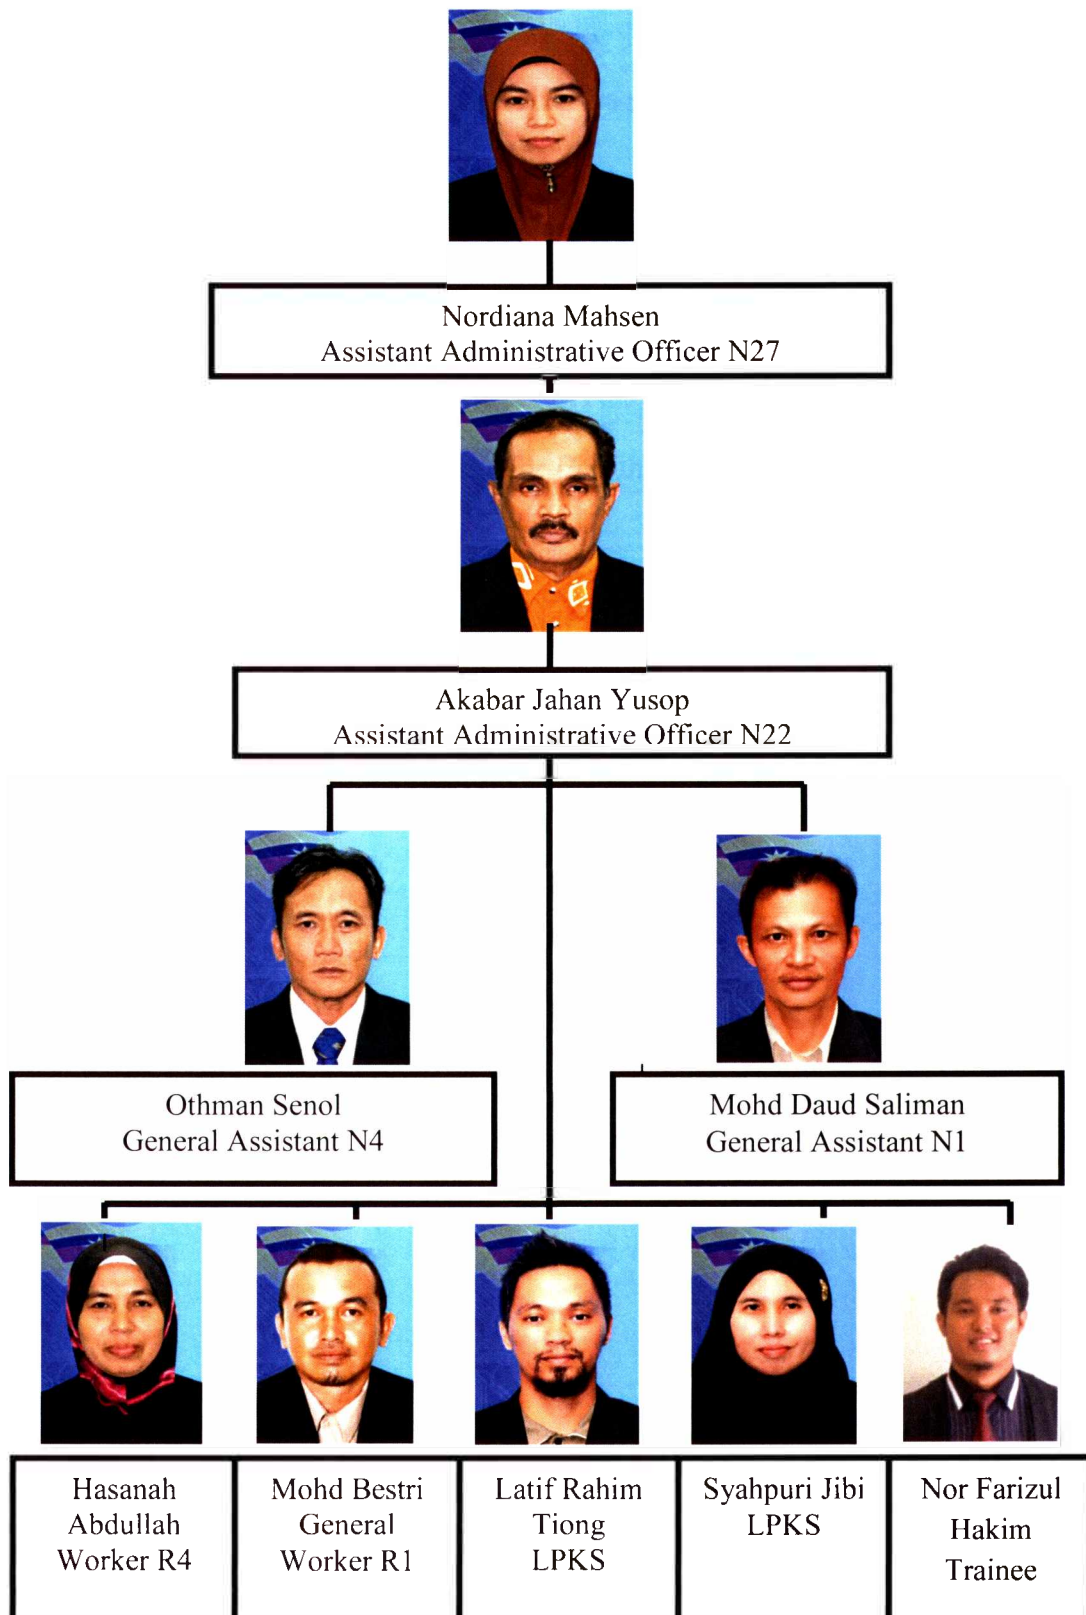 Nordiana Mahsen
Assistant Administrative Officer N27
Akabar Jahan Yusop
Assistant Administrative Officer N22
Othman Senol
General Assistant N4
Mohd Daud Saliman
General Assistant N1
Hasanah
Abdullah
Worker R4
Mohd Bestri
General
Worker R1
Latif Rahim
Tiong
LPKS
Syahpuri Jibi
LPKS
Nor Farizul
Hakim
Trainee